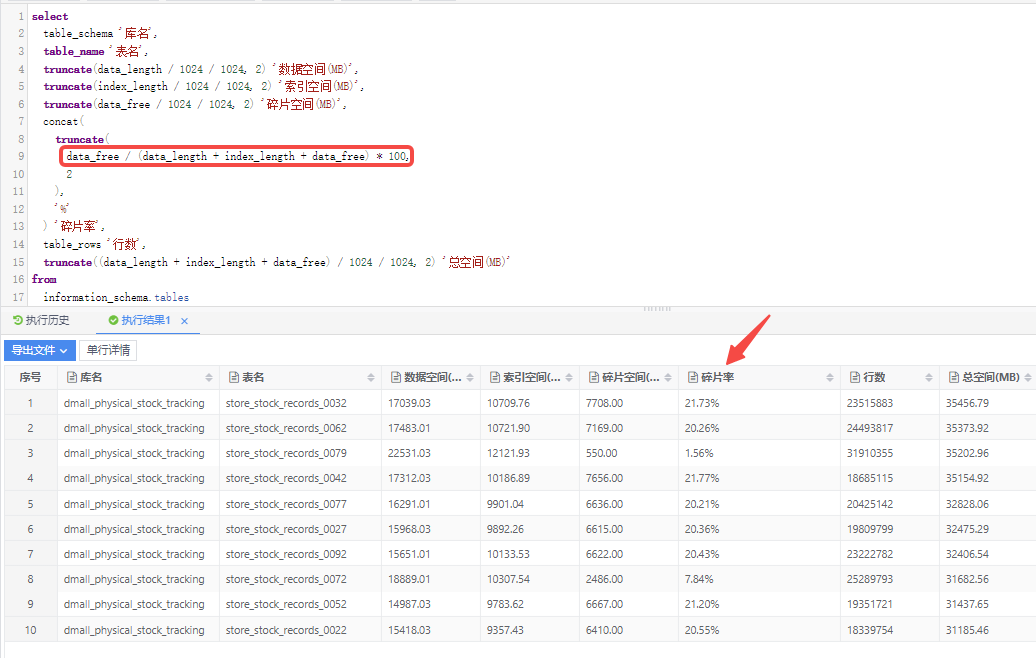 1 select
2 table_schema '库名',
3 table_name '表名',
4 truncate(data_length / 1024 / 1024, 2) '数据空间(MB)',
5 truncate(index_length / 1024 / 1024, 2) '索引空间(MB)',
6 truncate(data_free / 1024 / 1024, 2) '碎片空间(MB)',
7 concat(
8 truncate(
9 data_free / (data_length + index_length + data_free) * 100,
10 2
11 ),
12 '%'
13 ) '碎片率',
14 table_rows '行数',
15 truncate((data_length + index_length + data_free) / 1024 / 1024, 2) '总空间(MB)'
16 from
17 information_schema.tables
执行历史 执行结果1 ×
导出文件 单行详情
序号 库名 表名 数据空间(... 索引空间(... 碎片空间(... 碎片率 行数 总空间(MB)
1 dmall_physical_stock_tracking store_stock_records_0032 17039.03 10709.76 7708.00 21.73% 23515883 35456.79
2 dmall_physical_stock_tracking store_stock_records_0062 17483.01 10721.90 7169.00 20.26% 24493817 35373.92
3 dmall_physical_stock_tracking store_stock_records_0079 22531.03 12121.93 550.00 1.56% 31910355 35202.96
4 dmall_physical_stock_tracking store_stock_records_0042 17312.03 10186.89 7656.00 21.77% 18685115 35154.92
5 dmall_physical_stock_tracking store_stock_records_0077 16291.01 9901.04 6636.00 20.21% 20425142 32828.06
6 dmall_physical_stock_tracking store_stock_records_0027 15968.03 9892.26 6615.00 20.36% 19809799 32475.29
7 dmall_physical_stock_tracking store_stock_records_0092 15651.01 10133.53 6622.00 20.43% 23222782 32406.54
8 dmall_physical_stock_tracking store_stock_records_0072 18889.01 10307.54 2486.00 7.84% 25289793 31682.56
9 dmall_physical_stock_tracking store_stock_records_0052 14987.03 9783.62 6667.00 21.20% 19351721 31437.65
10 dmall_physical_stock_tracking store_stock_records_0022 15418.03 9357.43 6410.00 20.55% 18339754 31185.46